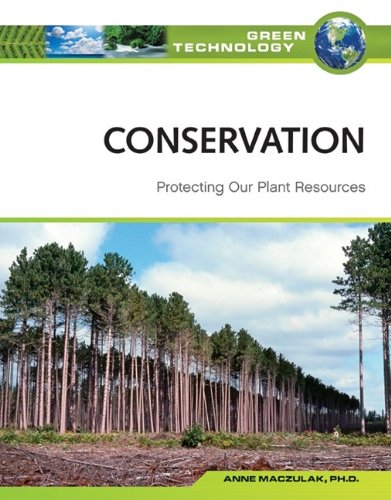 GREEN
TECHNOLOGY
CONSERVATION
Protecting Our Plant Resources
ANNE MACZULAK, PH.D.